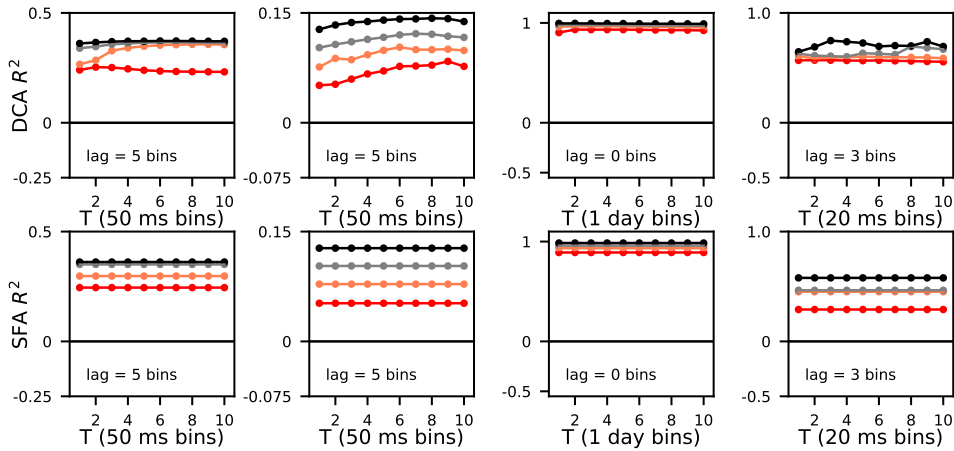 DCA R²
0.5
0
-0.25
lag = 5 bins
2 4 6 8 10
T (50 ms bins)
0.15
0
-0.075
lag = 5 bins
2 4 6 8 10
T (50 ms bins)
1
0
-0.5
lag = 0 bins
2 4 6 8 10
T (1 day bins)
1.0
0
-0.5
lag = 3 bins
2 4 6 8 10
T (20 ms bins)
SFA R²
0.5
0
-0.25
lag = 5 bins
2 4 6 8 10
T (50 ms bins)
0.15
0
-0.075
lag = 5 bins
2 4 6 8 10
T (50 ms bins)
1
0
-0.5
lag = 0 bins
2 4 6 8 10
T (1 day bins)
1.0
0
-0.5
lag = 3 bins
2 4 6 8 10
T (20 ms bins)